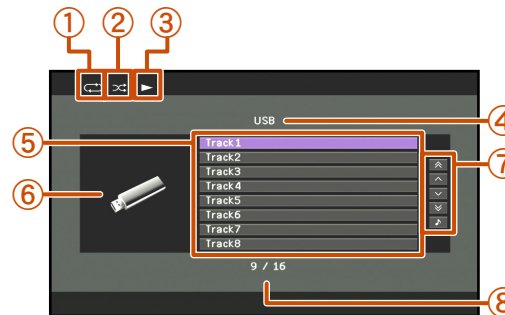 ① ② ③
USB ④
⑤ Track1
Track2
Track3 ⑦
Track4
⑥ Track5
Track6
Track7
Track8
9 / 16
⑧